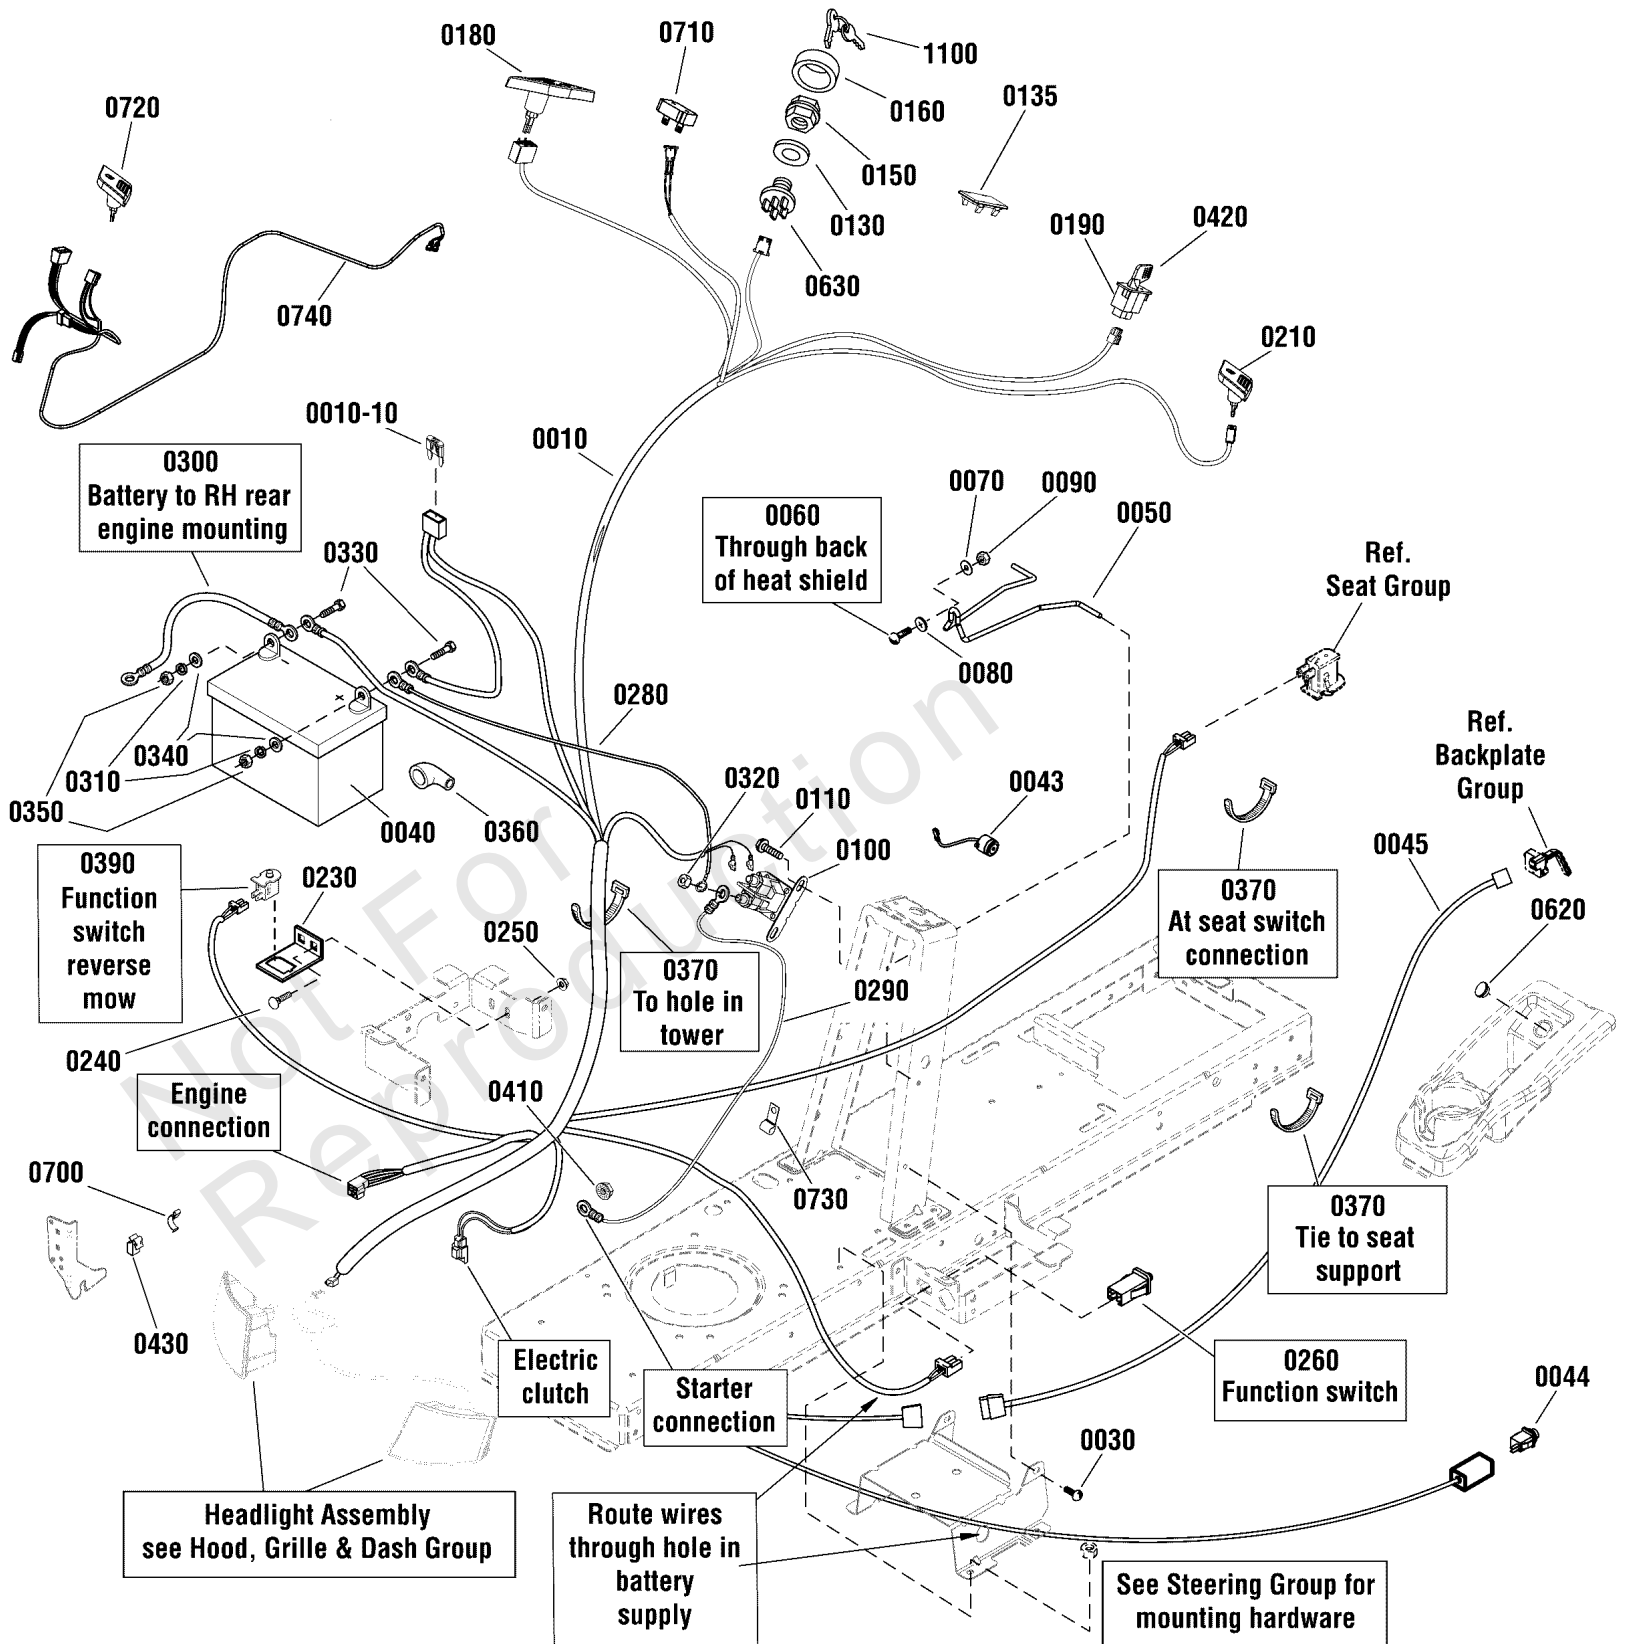 0180
0710
1100
0160
0135
0720
0150
0130
0190
0420
0630
0740
0210
0010-10
0010
0300
Battery to RH rear
engine mounting
0070
0090
0050
0060
Through back
of heat shield
0330
Ref.
Seat Group
0080
0280
Ref.
Backplate
Group
0340
0310
0350
0320
0110
0043
0040
0360
0100
0045
0390
Function
switch
reverse
mow
0230
0370
At seat switch
connection
0620
0250
0370
To hole in
tower
0290
0240
Engine
connection
0410
0700
0730
0370
Tie to seat
support
0430
Electric
clutch
Starter
connection
0260
Function switch
0044
0030
Headlight Assembly
see Hood, Grille & Dash Group
Route wires
through hole in
battery
supply
See Steering Group for
mounting hardware
Not For
Reproduction